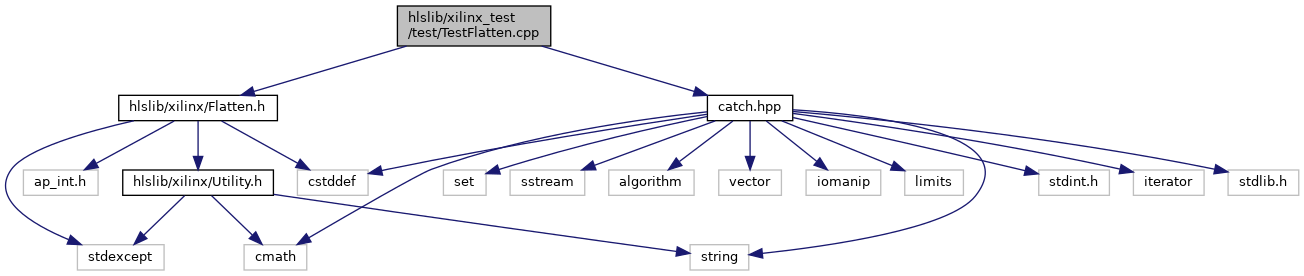 hlslib/xilinx_test
/test/TestFlatten.cpp
hlslib/xilinx/Flatten.h
catch.hpp
ap_int.h
hlslib/xilinx/Utility.h
cstddef
set
sstream
algorithm
vector
iomanip
limits
stdint.h
iterator
stdlib.h
stdexcept
cmath
string